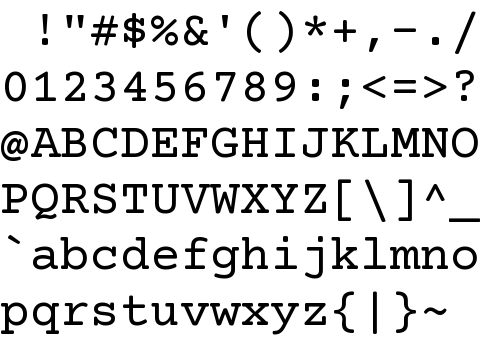 !"#$%&'()*+,-./
0123456789:;<=>?
@ABCDEFGHIJKLMNO
PQRSTUVWXYZ[\]^_
`abcdefghijklmno
pqrstuvwxyz{|}~